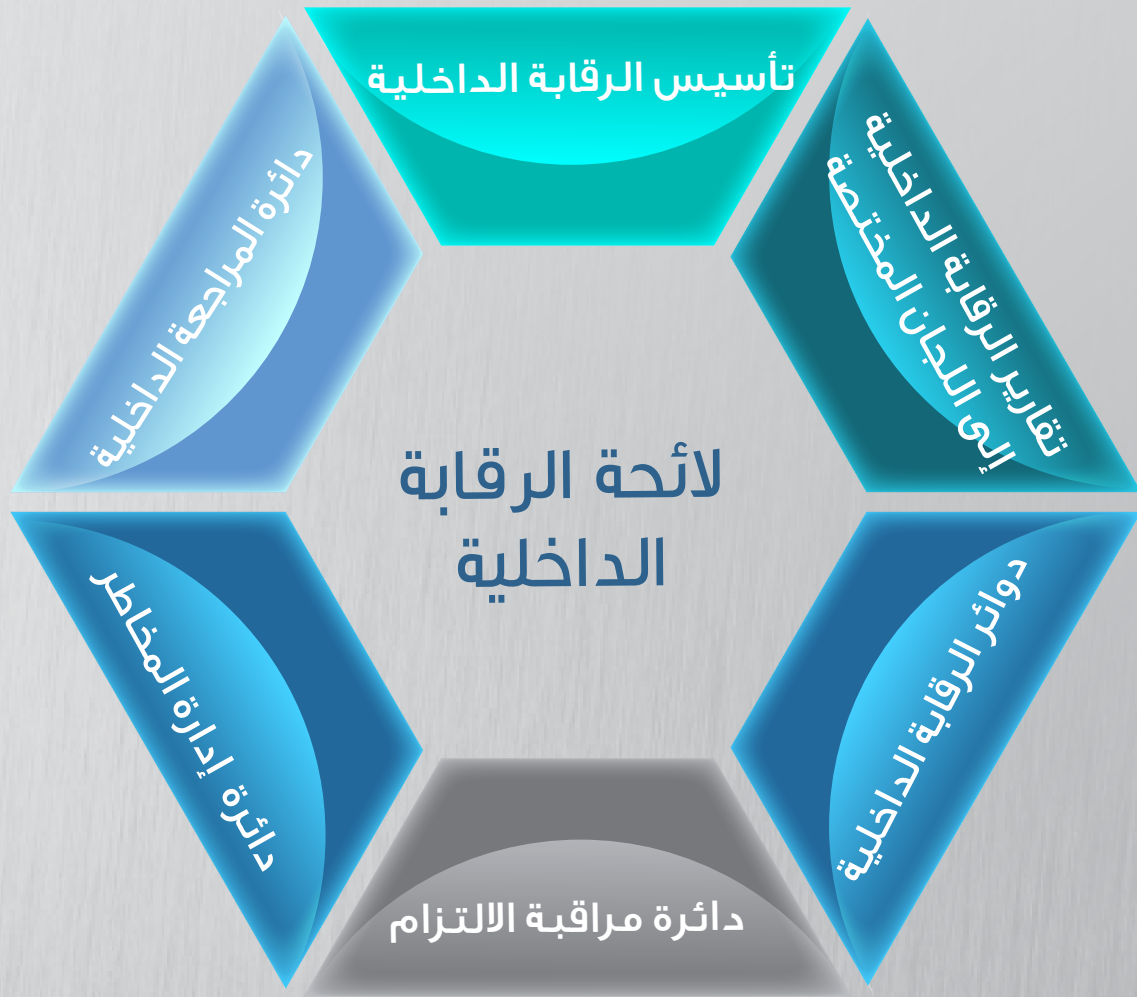 تأسيس الرقابة الداخلية
تقارير الرقابة الداخلية
إلى اللجان المختصة
دوائر الرقابة الداخلية
دائرة مراقبة الالتزام
دائرة إدارة المخاطر
دائرة المراجعة الداخلية
لائحة الرقابة
الداخلية